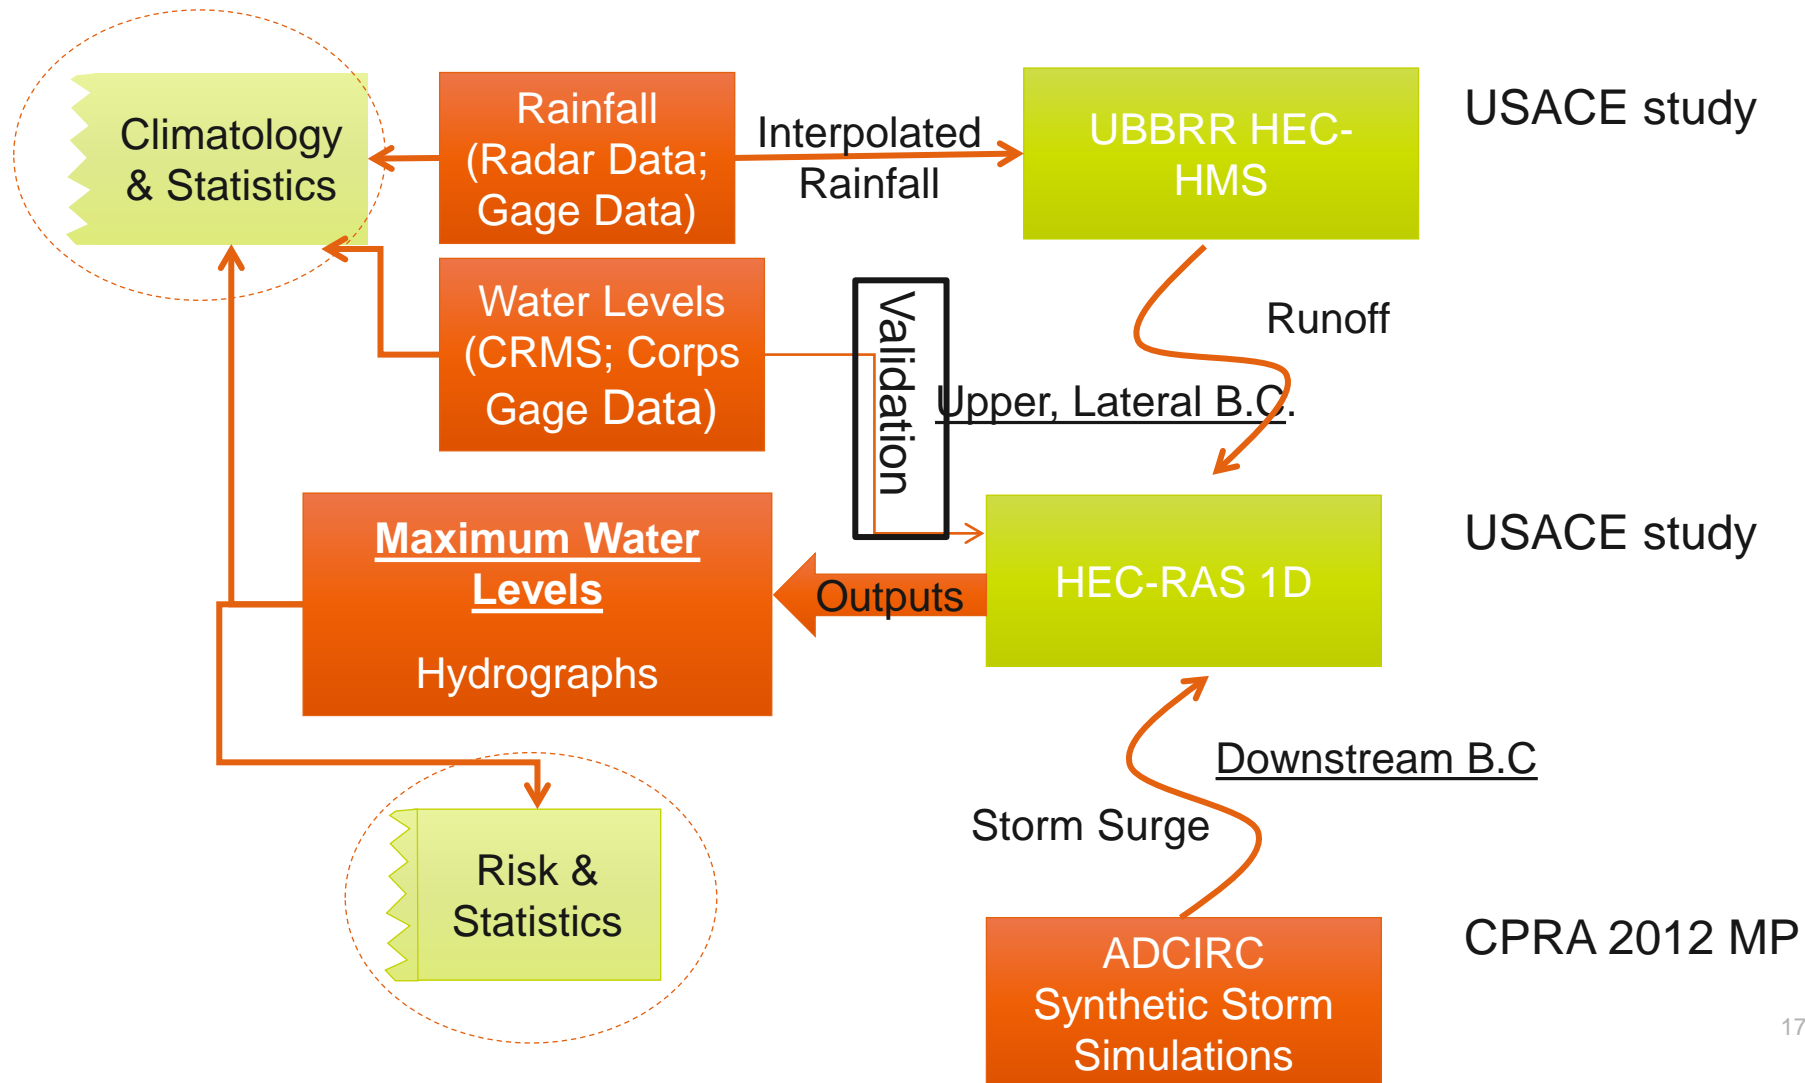 Climatology
& Statistics
Rainfall
(Radar Data;
Gage Data)
Interpolated
Rainfall
UBBRR HEC-
HMS
USACE study
Water Levels
(CRMS; Corps
Gage Data)
Validation
Runoff
Upper, Lateral B.C.
Maximum Water
Levels
Hydrographs
Outputs
HEC-RAS 1D
USACE study
Downstream B.C
Storm Surge
Risk &
Statistics
ADCIRC
Synthetic Storm
Simulations
CPRA 2012 MP
17